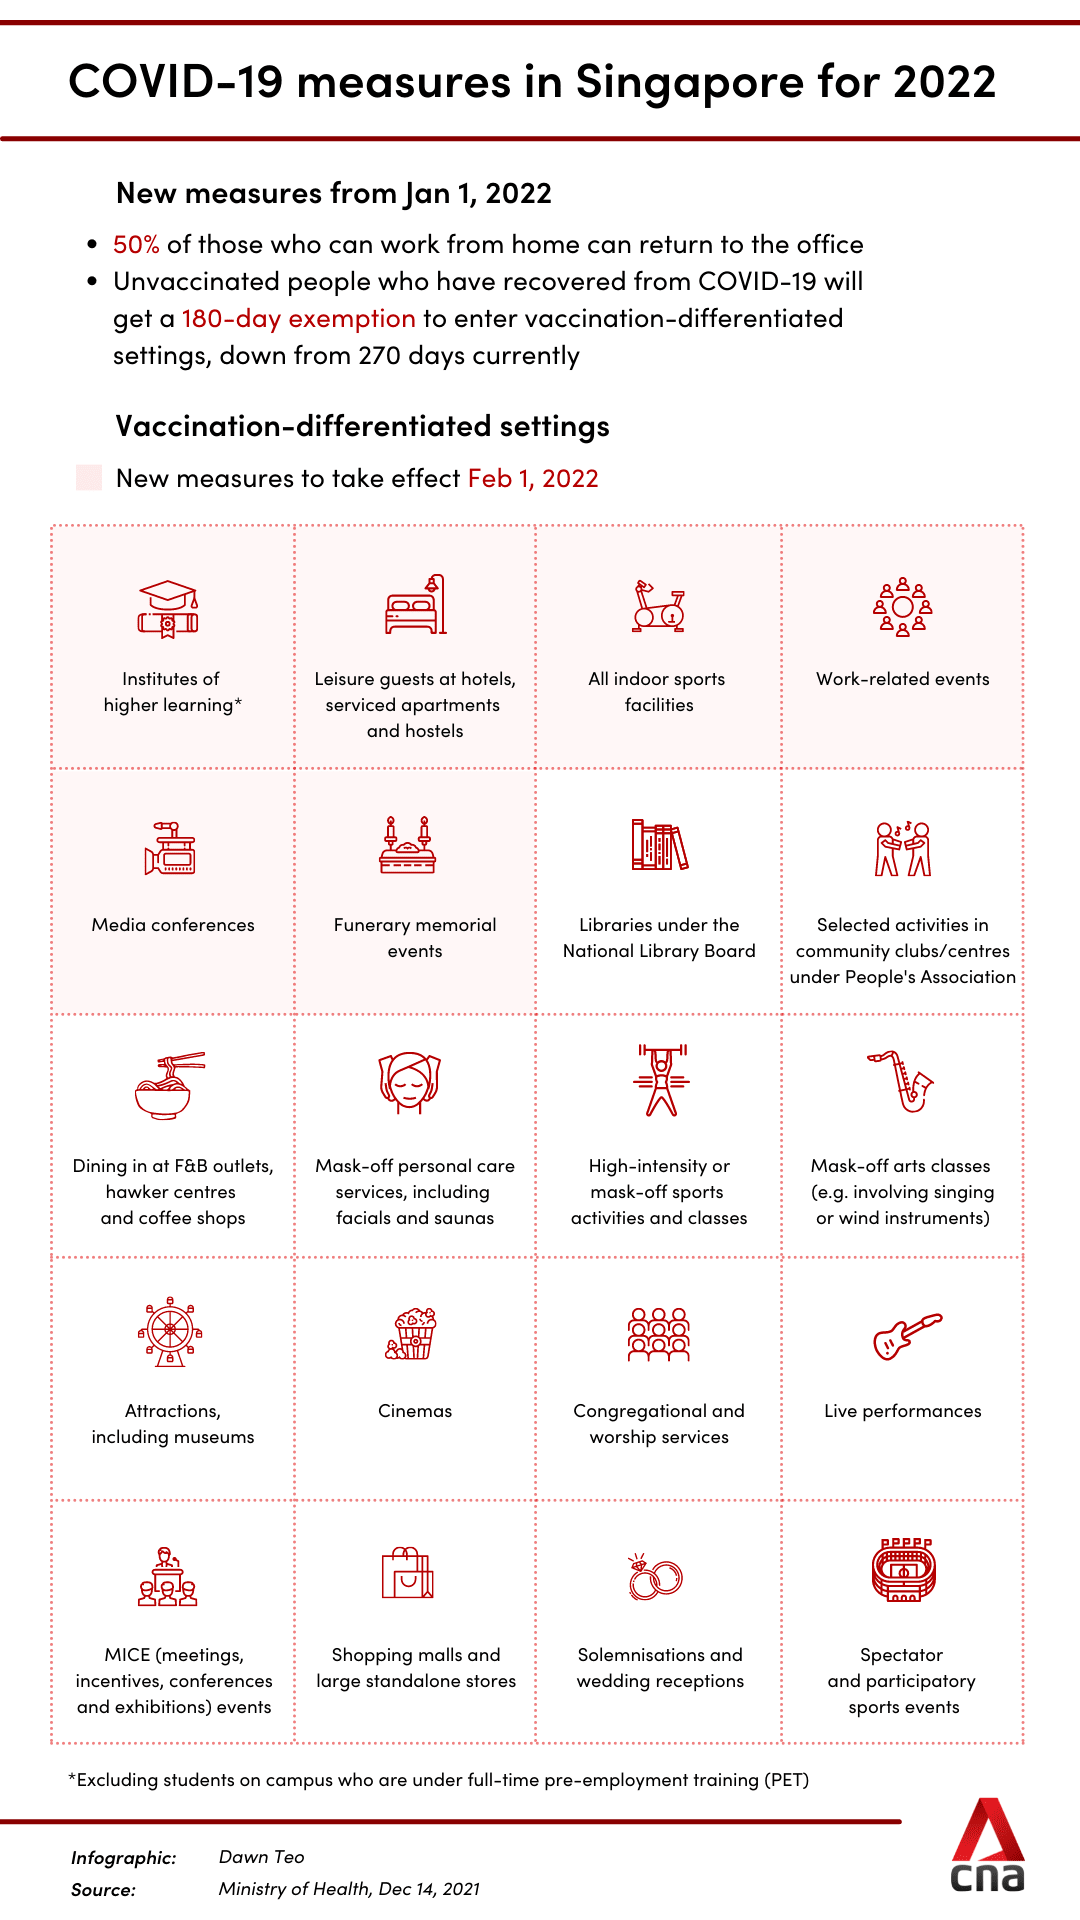 COVID-19 measures in Singapore for 2022
New measures from Jan 1, 2022
• 50% of those who can work from home can return to the office
• Unvaccinated people who have recovered from COVID-19 will
get a 180-day exemption to enter vaccination-differentiated
settings, down from 270 days currently
Vaccination-differentiated settings
New measures to take effect Feb 1, 2022
Institutes of
higher learning*
Leisure guests at hotels,
serviced apartments
and hostels
All indoor sports
facilities
Work-related events
Media conferences
Funerary memorial
events
Libraries under the
National Library Board
Selected activities in
community clubs/centres
under People's Association
Dining in at F&B outlets,
hawker centres
and coffee shops
Mask-off personal care
services, including
facials and saunas
High-intensity or
mask-off sports
activities and classes
Mask-off arts classes
(e.g. involving singing
or wind instruments)
Attractions,
including museums
Cinemas
Congregational and
worship services
Live performances
MICE (meetings,
incentives, conferences
and exhibitions) events
Shopping malls and
large standalone stores
Solemnisations and
wedding receptions
Spectator
and participatory
sports events
*Excluding students on campus who are under full-time pre-employment training (PET)
Infographic: Dawn Teo
Source: Ministry of Health, Dec 14, 2021
cna